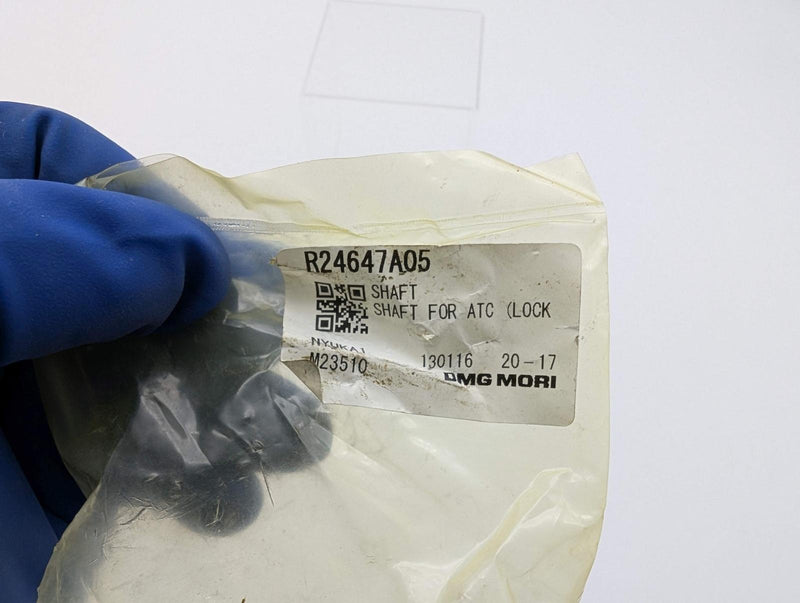 R24647A05
SHAFT
SHAFT FOR ATC (LOCK
NYUKA1
M23510 130116 20-17
DMG MORI